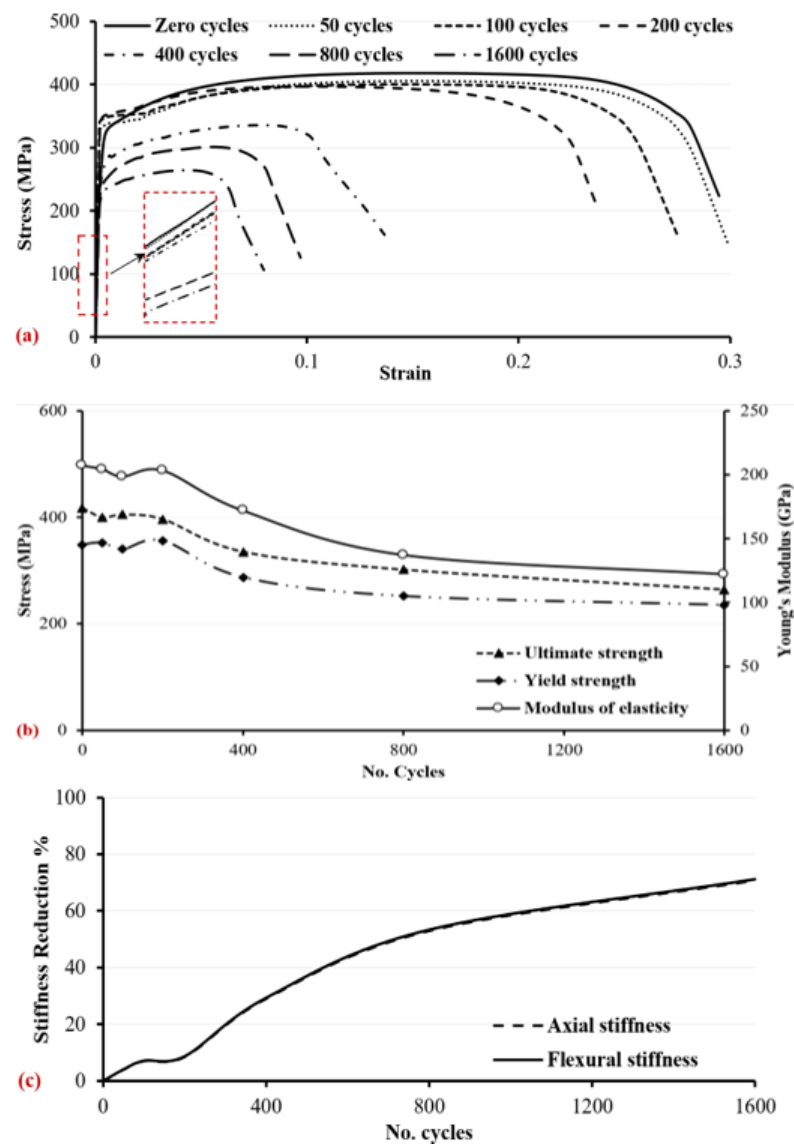 Zero cycles 50 cycles 100 cycles 200 cycles
400 cycles 800 cycles 1600 cycles
500
400
300
200
100
0
Stress (MPa)
(a)
0 0.1 0.2 0.3
Strain
600
400
200
0
Stress (MPa)
250
200
150
100
50
0
Young's Modulus (GPa)
Ultimate strength
Yield strength
Modulus of elasticity
(b)
0 400 800 1200 1600
No. Cycles
100
80
60
40
20
0
Stiffness Reduction %
Axial stiffness
Flexural stiffness
(c)
0 400 800 1200 1600
No. cycles